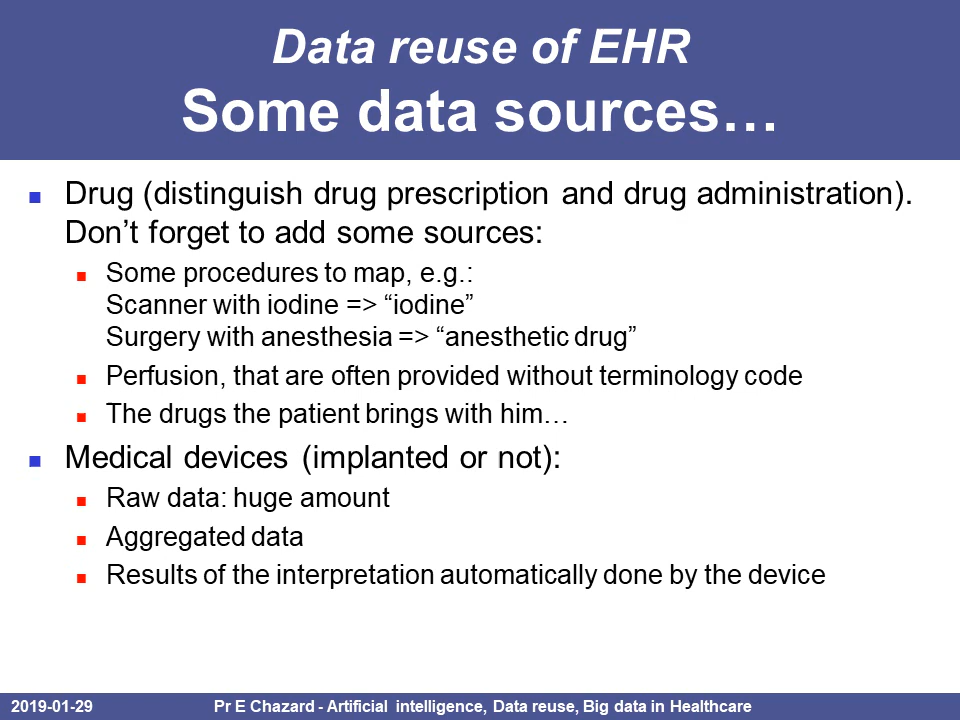 Data reuse of EHR
Some data sources…
Drug (distinguish drug prescription and drug administration).
Don’t forget to add some sources:
Some procedures to map, e.g.:
Scanner with iodine => “iodine”
Surgery with anesthesia => “anesthetic drug”
Perfusion, that are often provided without terminology code
The drugs the patient brings with him…
Medical devices (implanted or not):
Raw data: huge amount
Aggregated data
Results of the interpretation automatically done by the device
2019-01-29
Pr E Chazard - Artificial intelligence, Data reuse, Big data in Healthcare